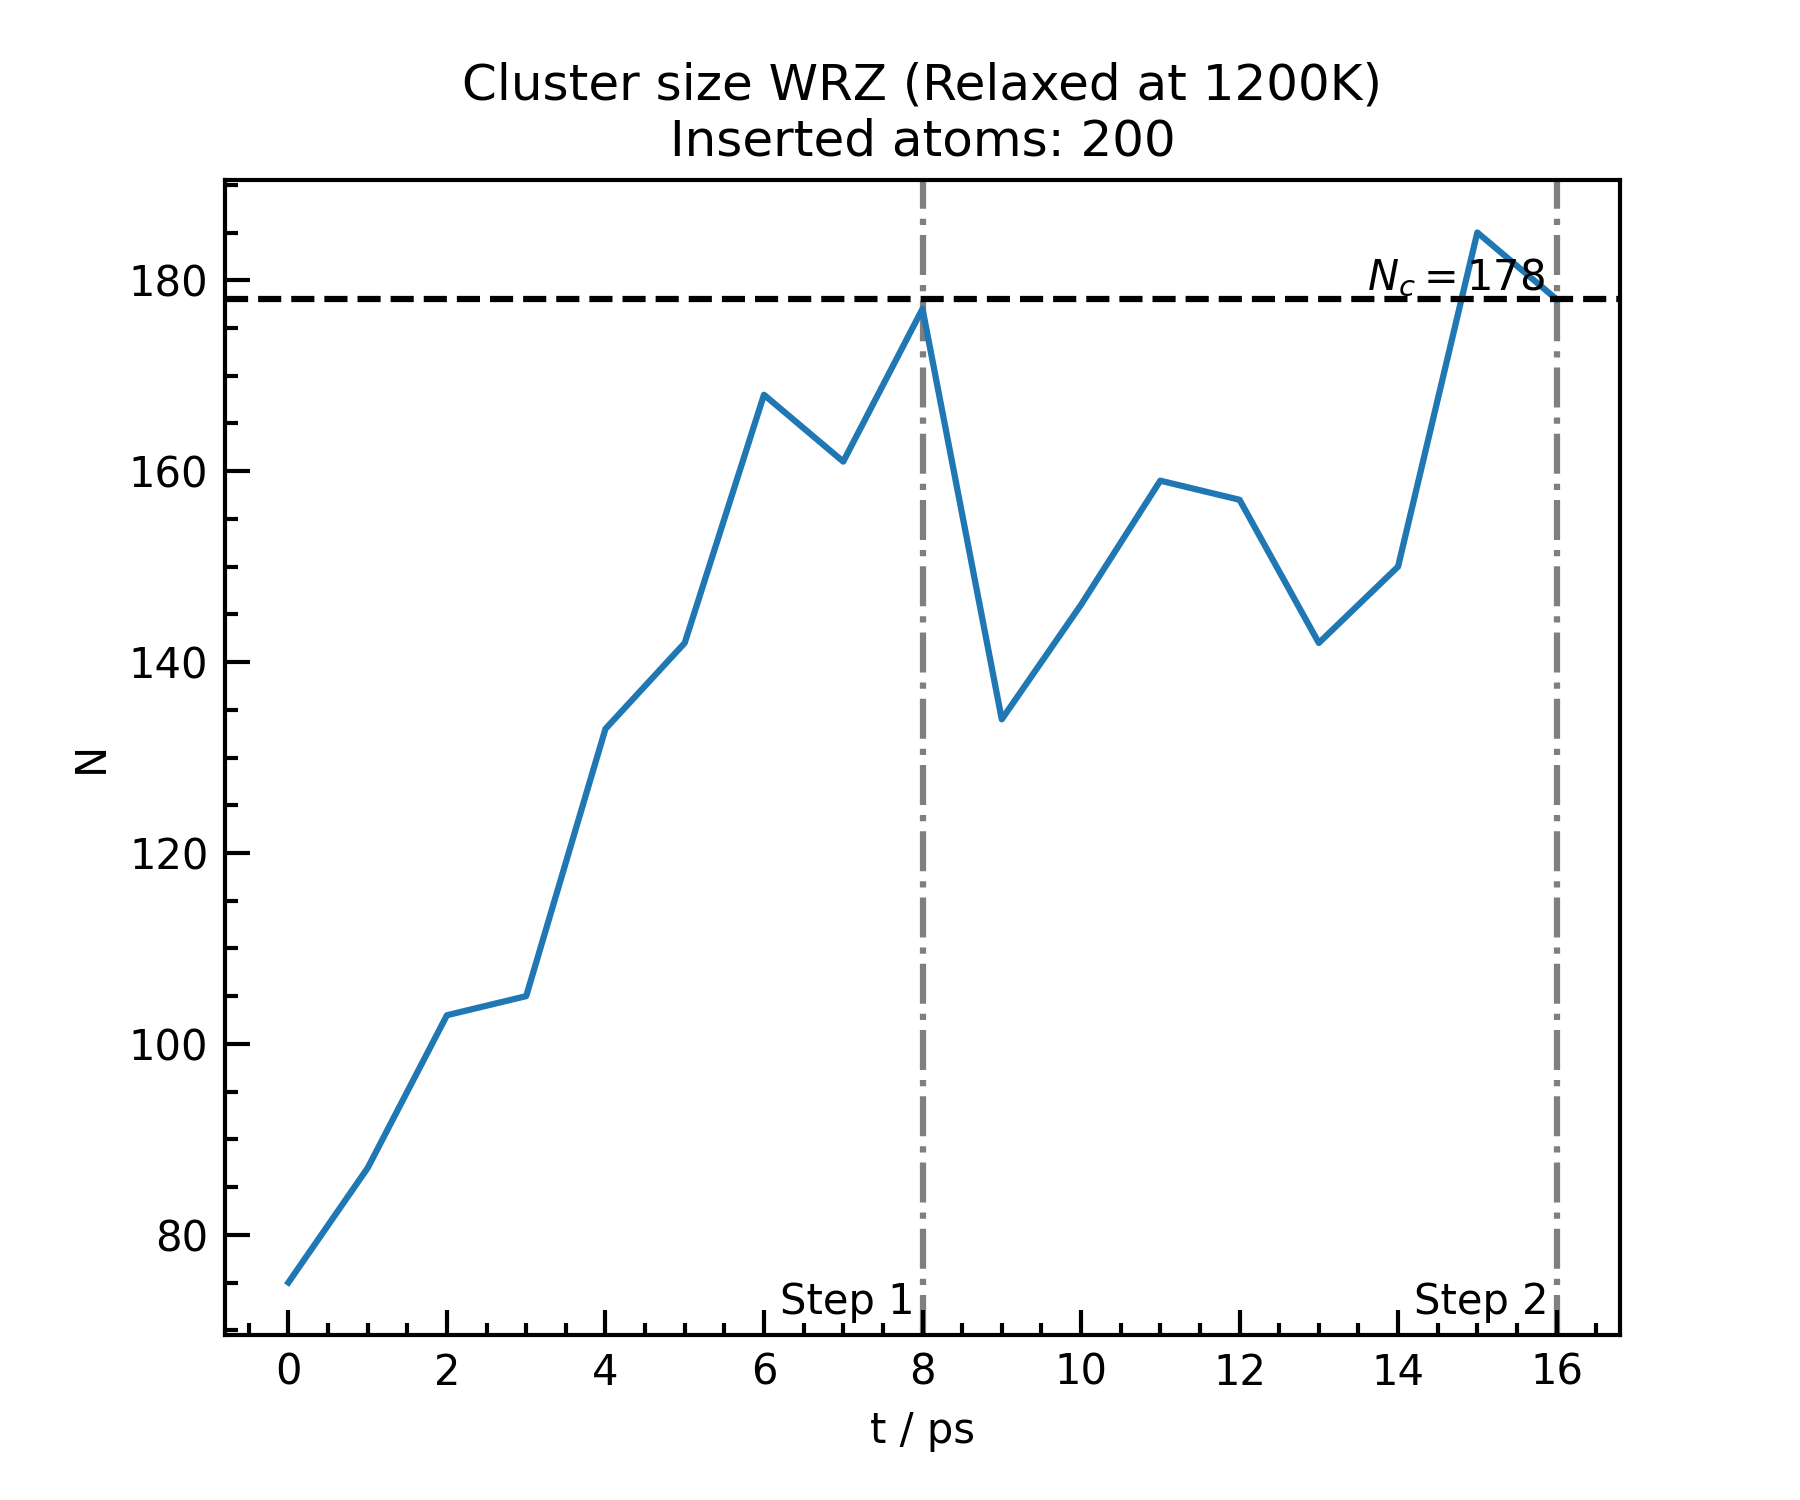 Cluster size WRZ (Relaxed at 1200K)
Inserted atoms: 200
180
160
140
120
100
80
N
N_c = 178
Step 1
Step 2
0 2 4 6 8 10 12 14 16
t / ps